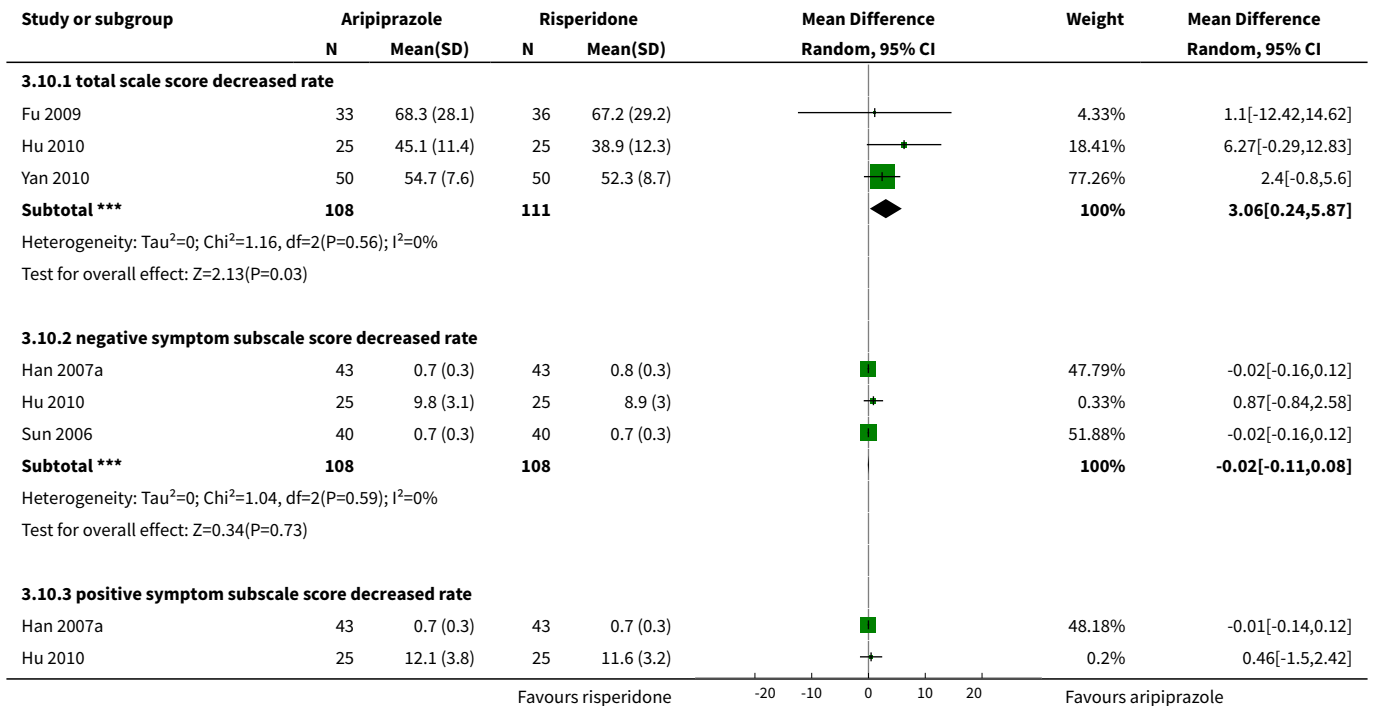 Study or subgroup Aripiprazole Risperidone Mean Difference Weight Mean Difference
N Mean(SD) N Mean(SD) Random, 95% CI Random, 95% CI
3.10.1 total scale score decreased rate
Fu 2009 33 68.3 (28.1) 36 67.2 (29.2) 4.33% 1.1[-12.42,14.62]
Hu 2010 25 45.1 (11.4) 25 38.9 (12.3) 18.41% 6.27[-0.29,12.83]
Yan 2010 50 54.7 (7.6) 50 52.3 (8.7) 77.26% 2.4[-0.8,5.6]
Subtotal *** 108 111 100% 3.06[0.24,5.87]
Heterogeneity: Tau²=0; Chi²=1.16, df=2(P=0.56); I²=0%
Test for overall effect: Z=2.13(P=0.03)
3.10.2 negative symptom subscale score decreased rate
Han 2007a 43 0.7 (0.3) 43 0.8 (0.3) 47.79% -0.02[-0.16,0.12]
Hu 2010 25 9.8 (3.1) 25 8.9 (3) 0.33% 0.87[-0.84,2.58]
Sun 2006 40 0.7 (0.3) 40 0.7 (0.3) 51.88% -0.02[-0.16,0.12]
Subtotal *** 108 108 100% -0.02[-0.11,0.08]
Heterogeneity: Tau²=0; Chi²=1.04, df=2(P=0.59); I²=0%
Test for overall effect: Z=0.34(P=0.73)
3.10.3 positive symptom subscale score decreased rate
Han 2007a 43 0.7 (0.3) 43 0.7 (0.3) 48.18% -0.01[-0.14,0.12]
Hu 2010 25 12.1 (3.8) 25 11.6 (3.2) 0.2% 0.46[-1.5,2.42]
Favours risperidone -20 -10 0 10 20 Favours aripiprazole